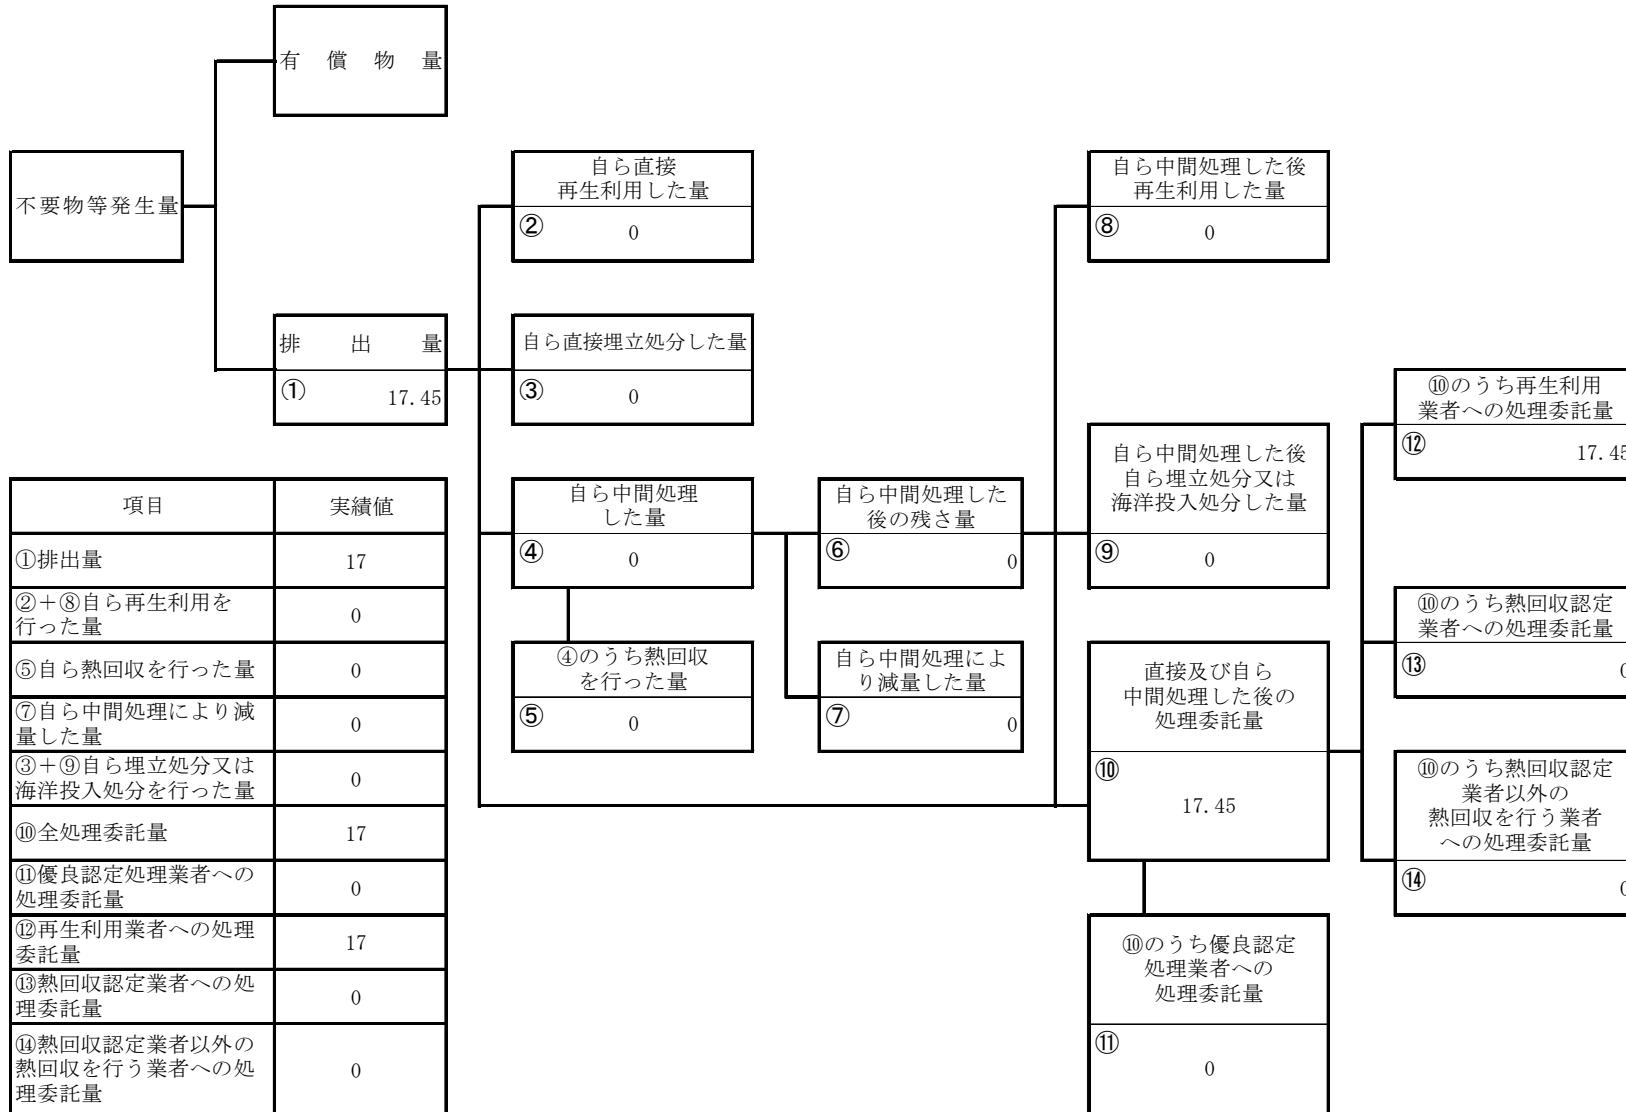 有償物量
不要物等発生量
排出量
① 17.45
自ら直接
再生利用した量
② 0
自ら直接埋立処分した量
③ 0
自ら中間処理
した量
④ 0
④のうち熱回収
を行った量
⑤ 0
自ら中間処理した
後の残さ量
⑥ 0
自ら中間処理によ
り減量した量
⑦ 0
自ら中間処理した後
再生利用した量
⑧ 0
自ら中間処理した後
自ら埋立処分又は
海洋投入処分した量
⑨ 0
直接及び自ら
中間処理した後の
処理委託量
⑩
17.45
⑩のうち優良認定
処理業者への
処理委託量
⑪
0
⑩のうち再生利用
業者への処理委託量
⑫ 17.45
⑩のうち熱回収認定
業者への処理委託量
⑬ 0
⑩のうち熱回収認定
業者以外の
熱回収を行う業者
への処理委託量
⑭ 0
項目 実績値
①排出量 17
②+⑧自ら再生利用を
行った量 0
⑤自ら熱回収を行った量 0
⑦自ら中間処理により減
量した量 0
③+⑨自ら埋立処分又は
海洋投入処分を行った量 0
⑩全処理委託量 17
⑪優良認定処理業者への
処理委託量 0
⑫再生利用業者への処理
委託量 17
⑬熱回収認定業者への処
理委託量 0
⑭熱回収認定業者以外の
熱回収を行う業者への処
理委託量 0